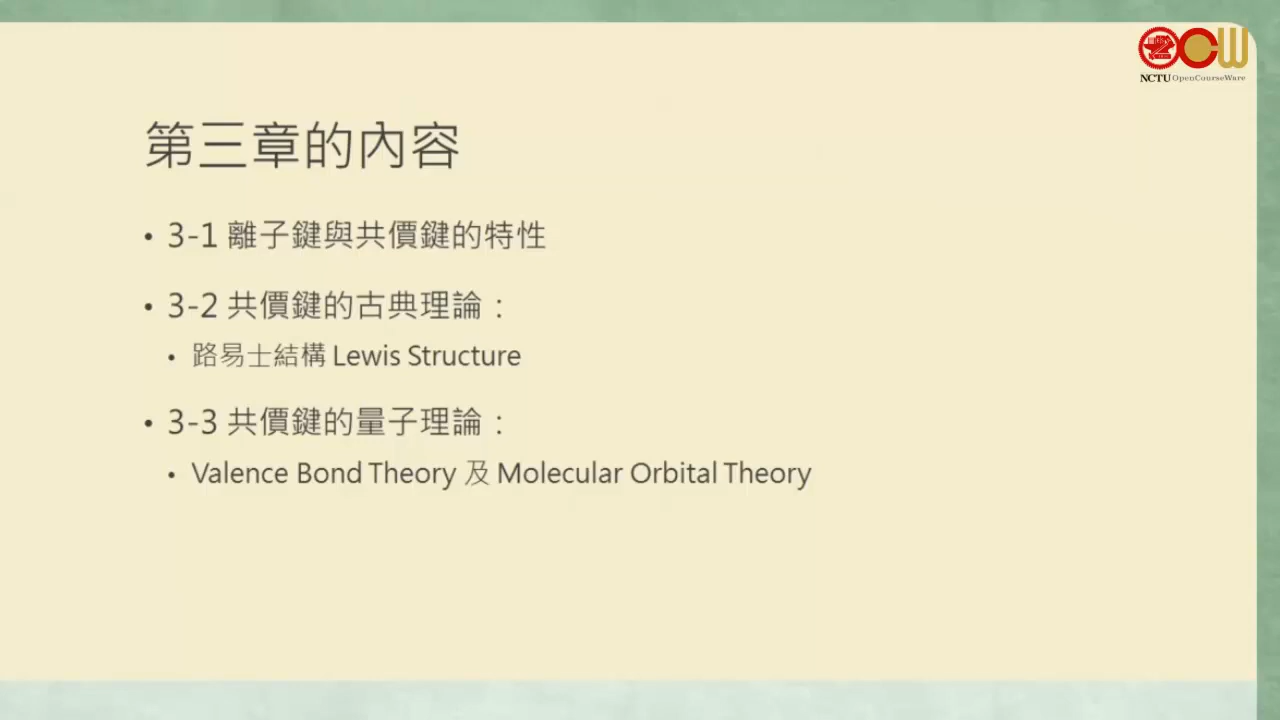 NCTU OpenCourseWare
第三章的內容
• 3-1 離子鍵與共價鍵的特性
• 3-2 共價鍵的古典理論：
• 路易士結構 Lewis Structure
• 3-3 共價鍵的量子理論：
• Valence Bond Theory 及 Molecular Orbital Theory